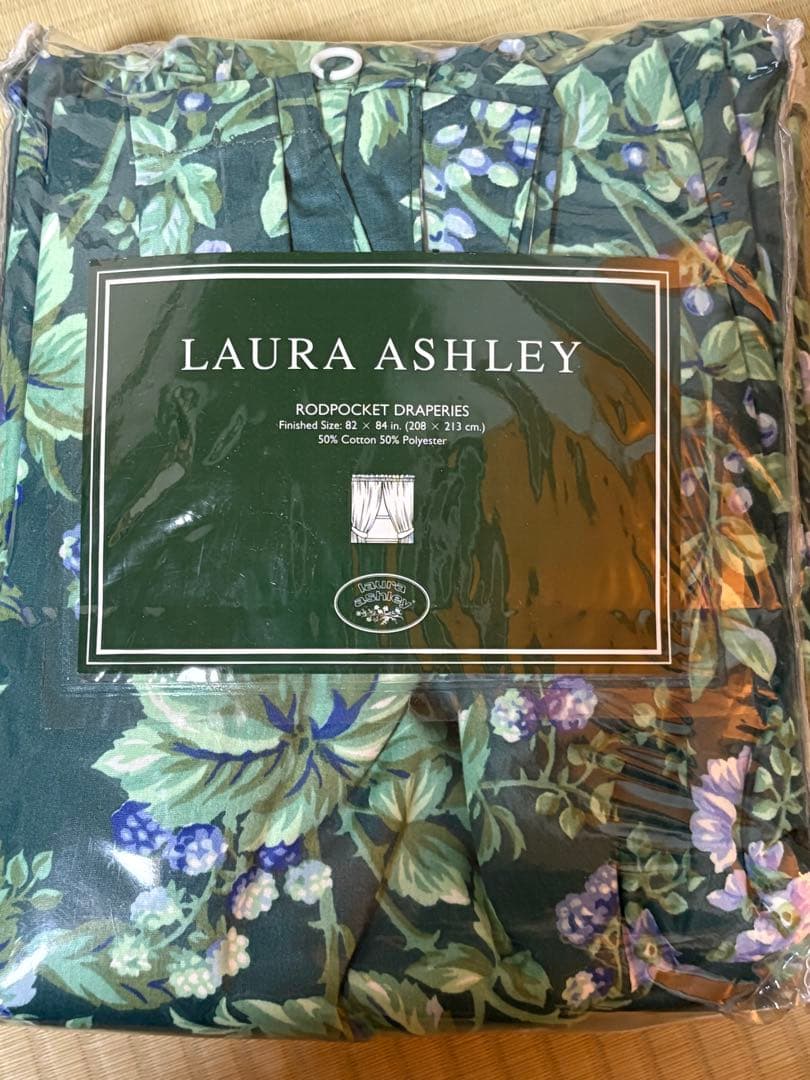 LAURA ASHLEY
RODPOCKET DRAPERIES
Finished Size: 82 × 84 in. (208 × 213 cm.)
50% Cotton 50% Polyester
laura
ashley